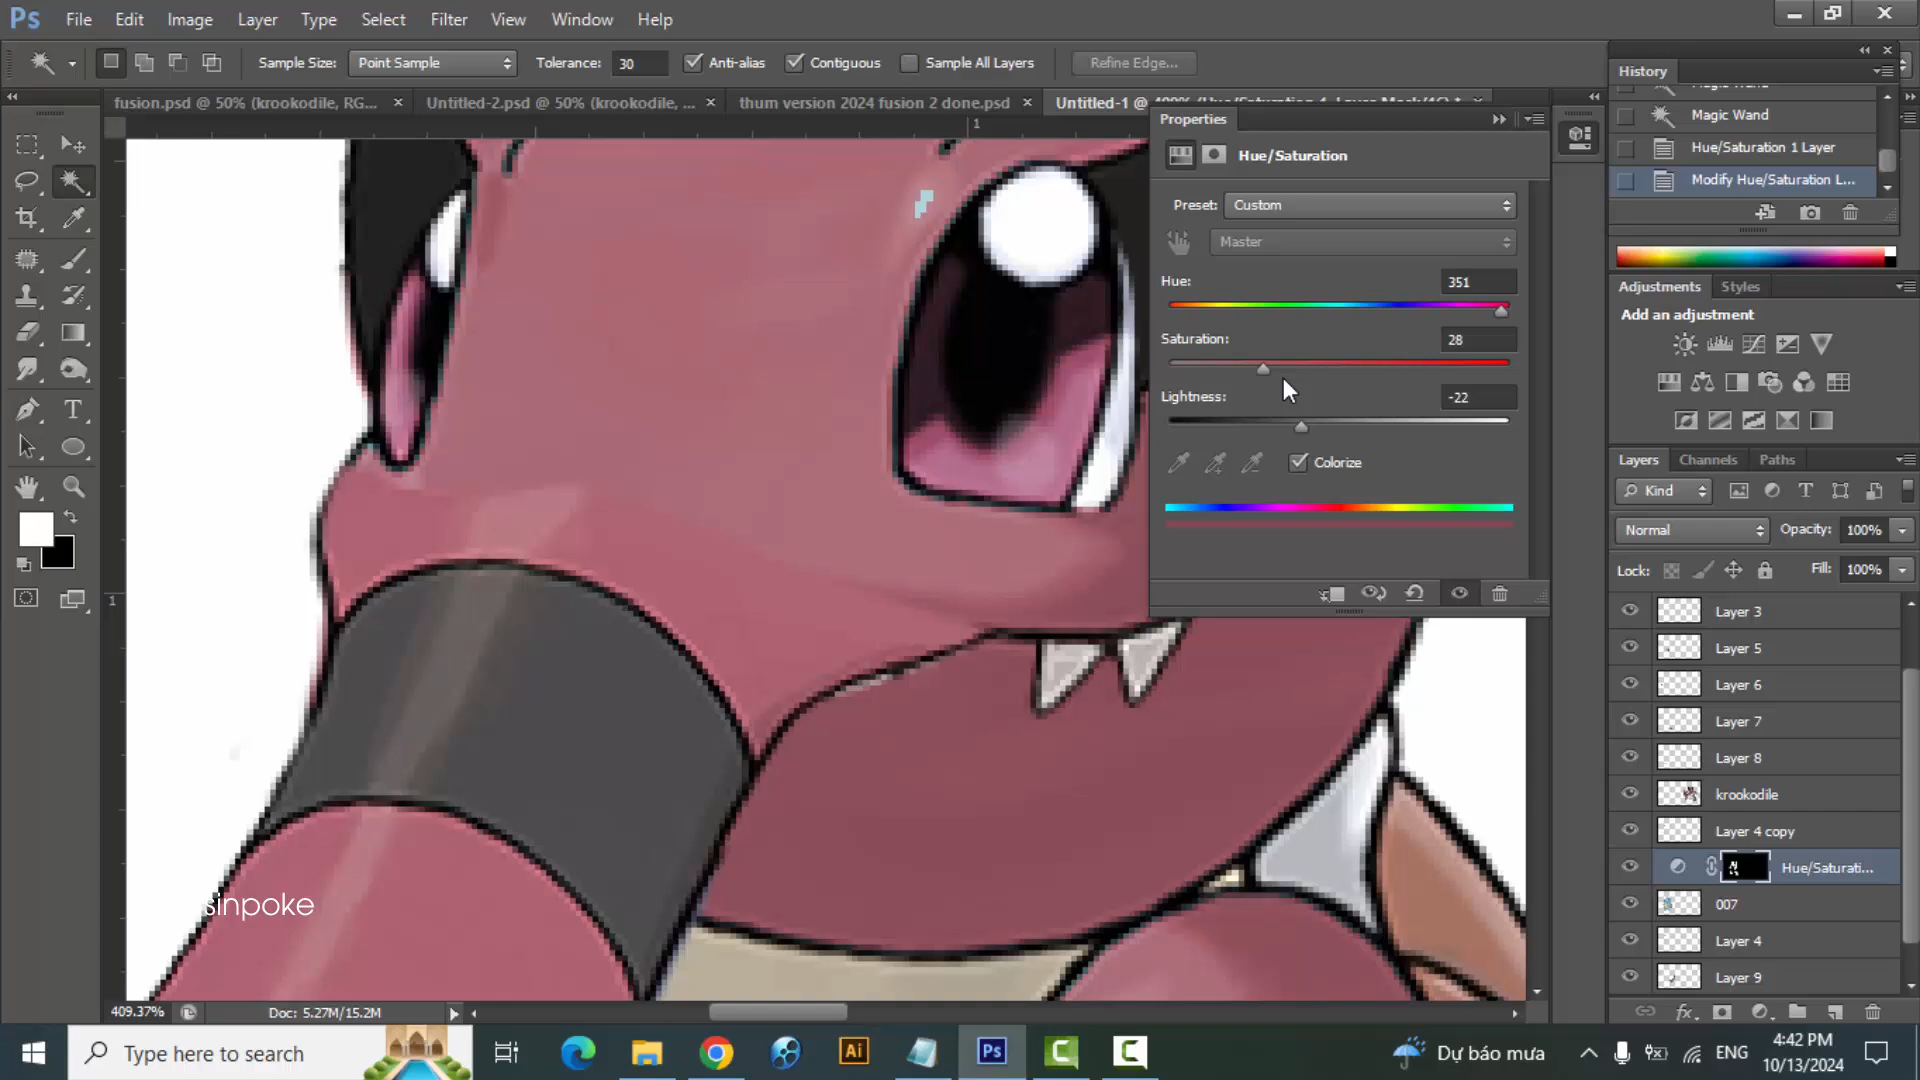 Ps File Edit Image Layer Type Select Filter View Window Help
Sample Size: Point Sample Tolerance: 30 Anti-alias Contiguous Sample All Layers Refine Edge...
fusion.psd @ 50% (krookodile, RG... × Untitled-2.psd @ 50% (krookodile, ... × thum version 2024 fusion 2 done.psd ×
History
Magic Wand
Hue/Saturation 1 Layer
Modify Hue/Saturation L...
Properties
Hue/Saturation
Preset: Custom
Master
Hue: 351
Saturation: 28
Lightness: -22
Colorize
Adjustments Styles
Add an adjustment
Layers Channels Paths
Kind
Normal Opacity: 100%
Lock: Fill: 100%
Layer 3
Layer 5
Layer 6
Layer 7
Layer 8
krookodile
Layer 4 copy
Hue/Saturati...
007
Layer 4
Layer 9
fx
1
1
sinpoke
409.37% Doc: 5.27M/15.2M
Type here to search
Ai
Ps
Dự báo mưa
ENG
4:42 PM
10/13/2024